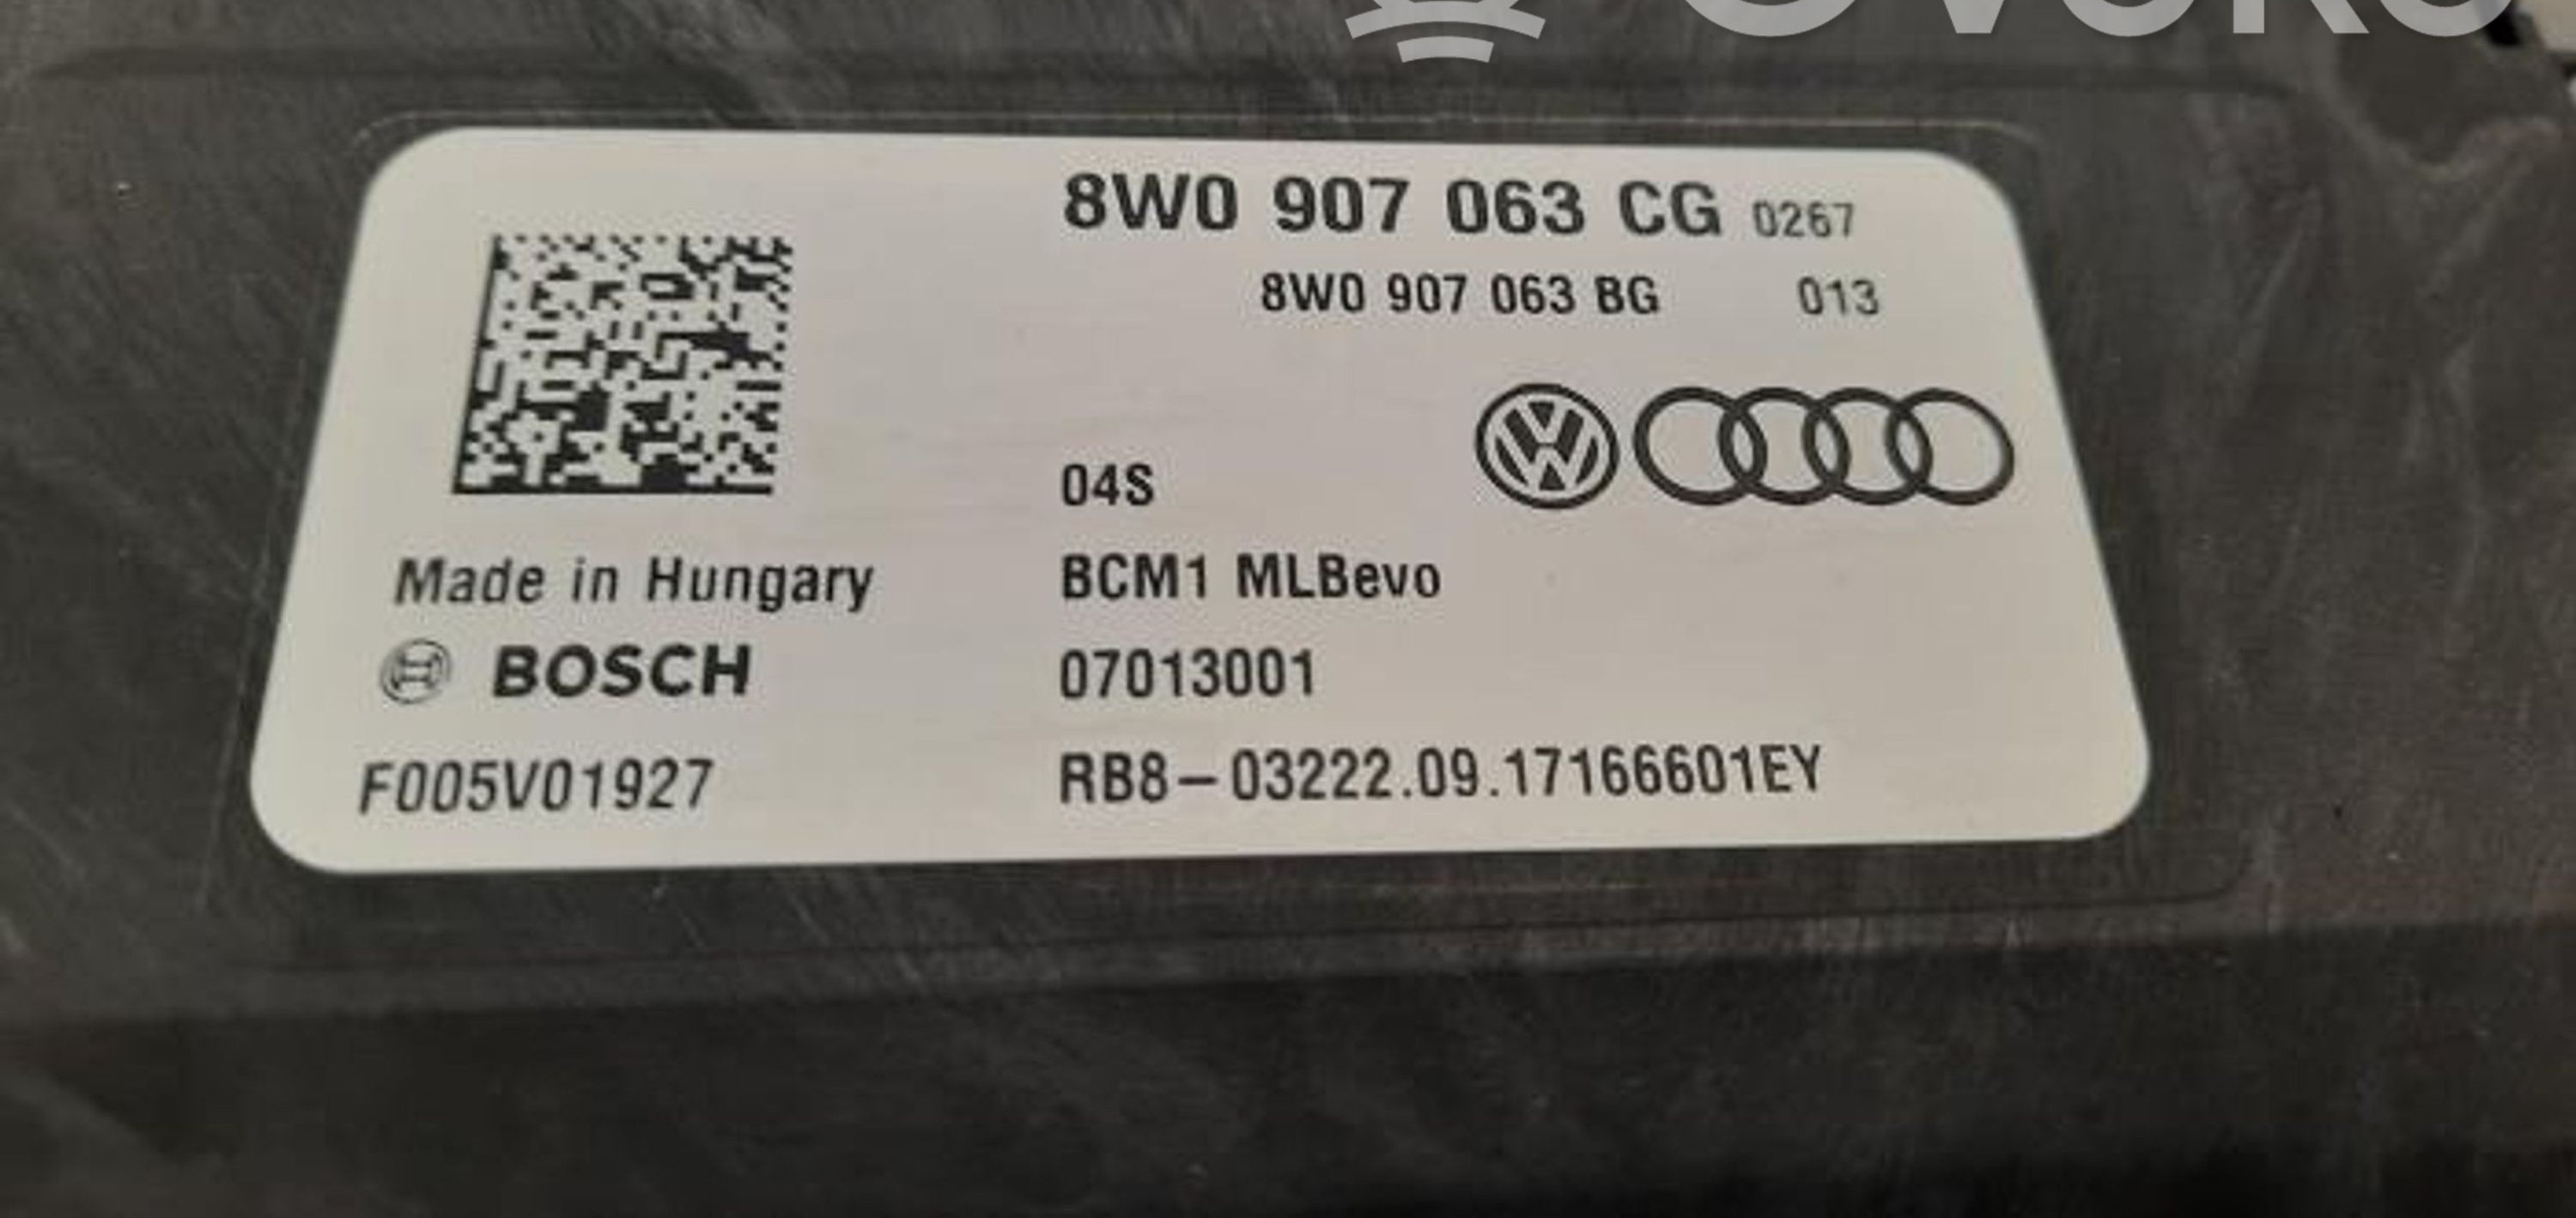 8W0 907 063 CG 0267
8W0 907 063 BG 013
04S
Made in Hungary
BCM1 MLBevo
BOSCH
07013001
F005V01927
RB8-03222.09.17166601EY